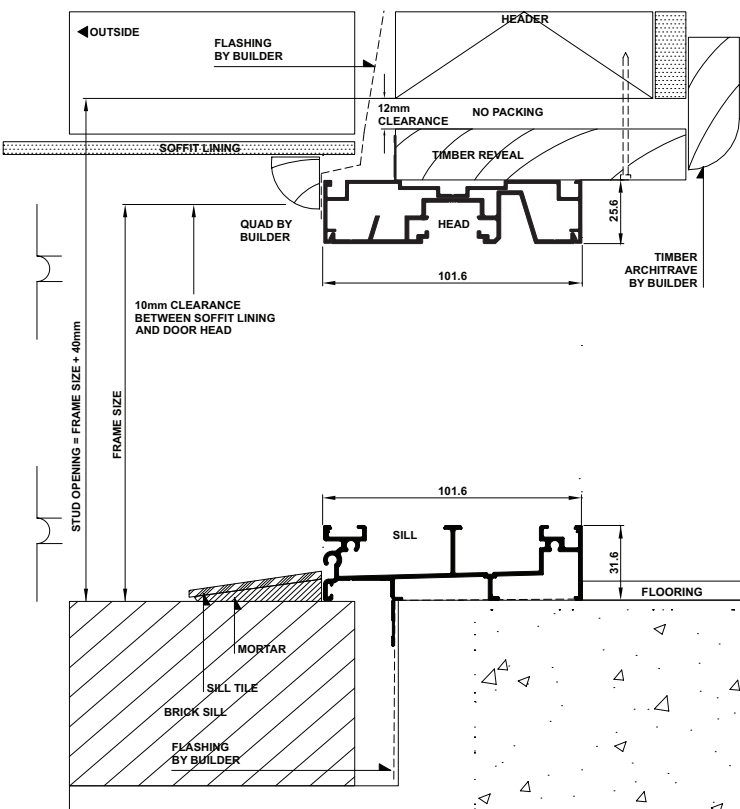 HEADER
OUTSIDE
FLASHING
BY BUILDER
12mm
CLEARANCE
NO PACKING
SOFFIT LINING
TIMBER REVEAL
QUAD BY
BUILDER
HEAD
25.6
TIMBER
ARCHITRAVE
BY BUILDER
101.6
10mm CLEARANCE
BETWEEN SOFFIT LINING
AND DOOR HEAD
STUD OPENING = FRAME SIZE + 40mm
FRAME SIZE
101.6
SILL
31.6
FLOORING
MORTAR
SILL TILE
BRICK SILL
FLASHING
BY BUILDER